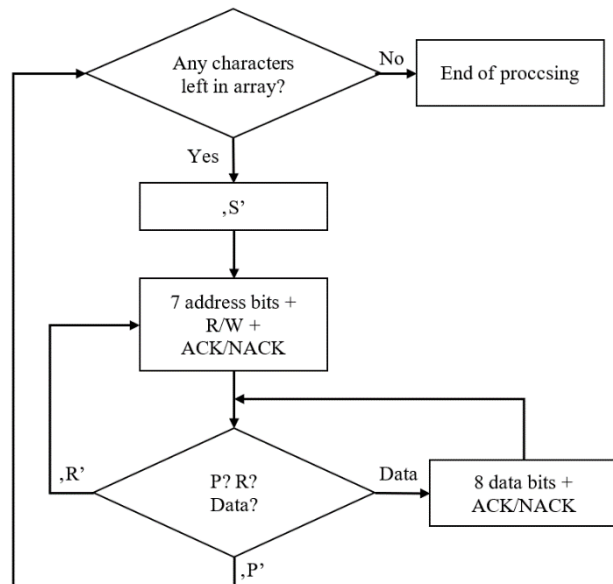 Any characters
left in array?
No
End of proccsing
Yes
‚S’
7 address bits +
R/W +
ACK/NACK
‚R’
P? R?
Data?
Data
8 data bits +
ACK/NACK
‚P’